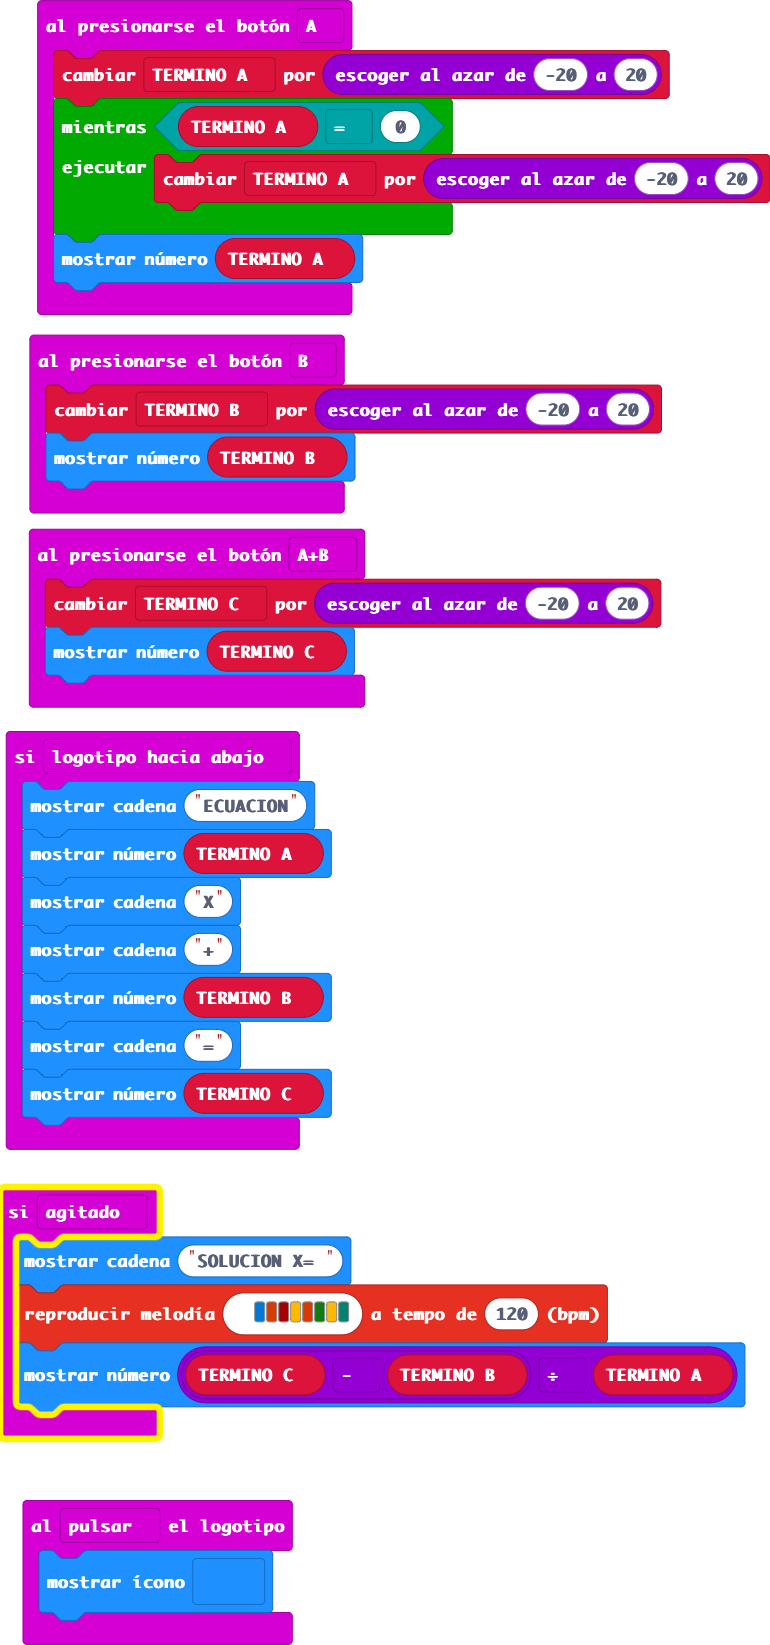 al presionarse el botón A
cambiar TERMINO A por escoger al azar de -20 a 20
mientras TERMINO A = 0
ejecutar cambiar TERMINO A por escoger al azar de -20 a 20
mostrar número TERMINO A
al presionarse el botón B
cambiar TERMINO B por escoger al azar de -20 a 20
mostrar número TERMINO B
al presionarse el botón A+B
cambiar TERMINO C por escoger al azar de -20 a 20
mostrar número TERMINO C
si logotipo hacia abajo
mostrar cadena "ECUACION"
mostrar número TERMINO A
mostrar cadena "X"
mostrar cadena "+"
mostrar número TERMINO B
mostrar cadena "="
mostrar número TERMINO C
si agitado
mostrar cadena "SOLUCION X= "
reproducir melodía a tempo de 120 (bpm)
mostrar número TERMINO C - TERMINO B ÷ TERMINO A
al pulsar el logotipo
mostrar ícono